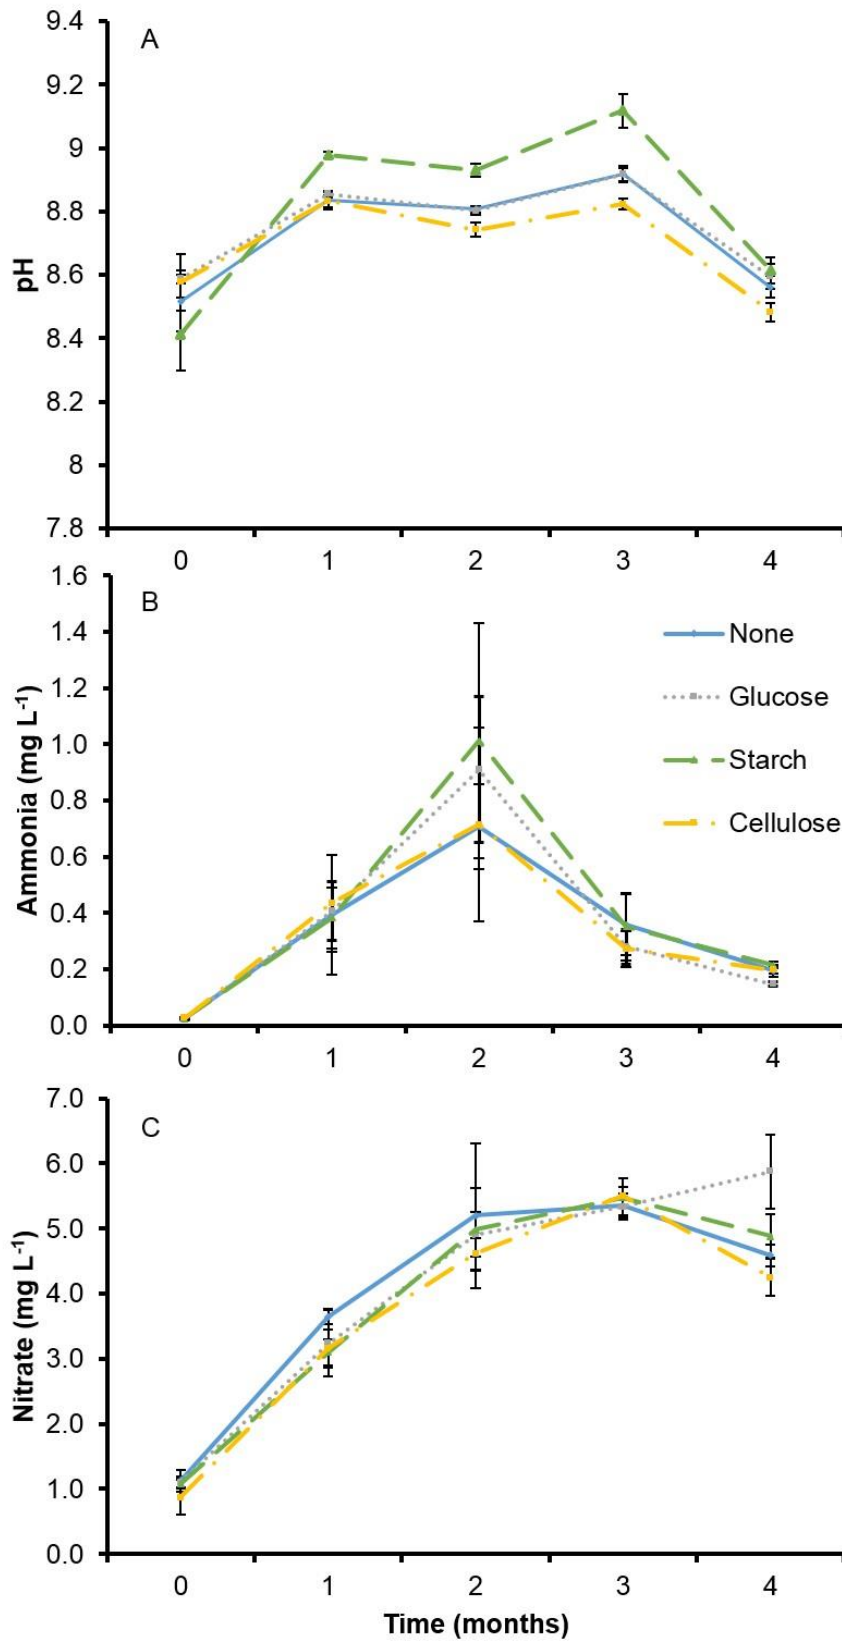 A
pH
9.4
9.2
9
8.8
8.6
8.4
8.2
8
7.8
0 1 2 3 4
B
Ammonia (mg L-1)
1.6
1.4
1.2
1.0
0.8
0.6
0.4
0.2
0.0
None
Glucose
Starch
Cellulose
0 1 2 3 4
C
Nitrate (mg L-1)
7.0
6.0
5.0
4.0
3.0
2.0
1.0
0.0
0 1 2 3 4
Time (months)